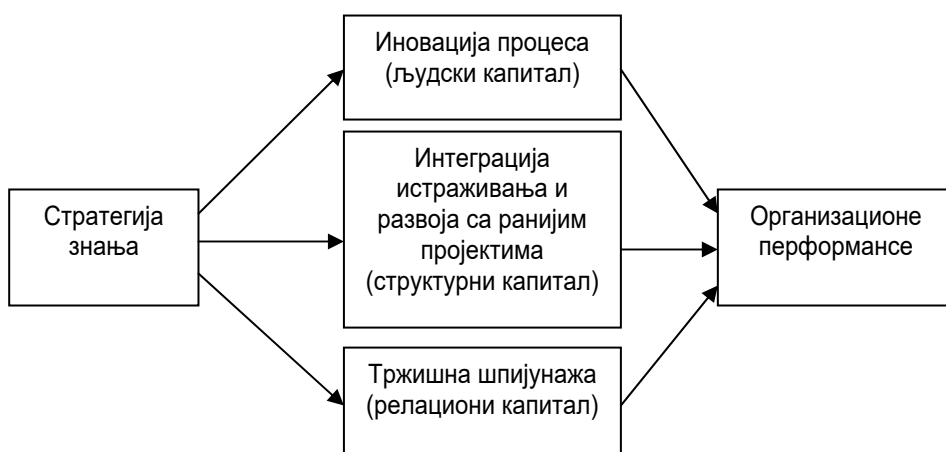 Иновација процеса
(људски капитал)
Интеграција
истраживања и
развоја са ранијим
пројектима
(структурни капитал)
Стратегија
знања
Организационе
перформансе
Тржишна шпијунажа
(релациони капитал)